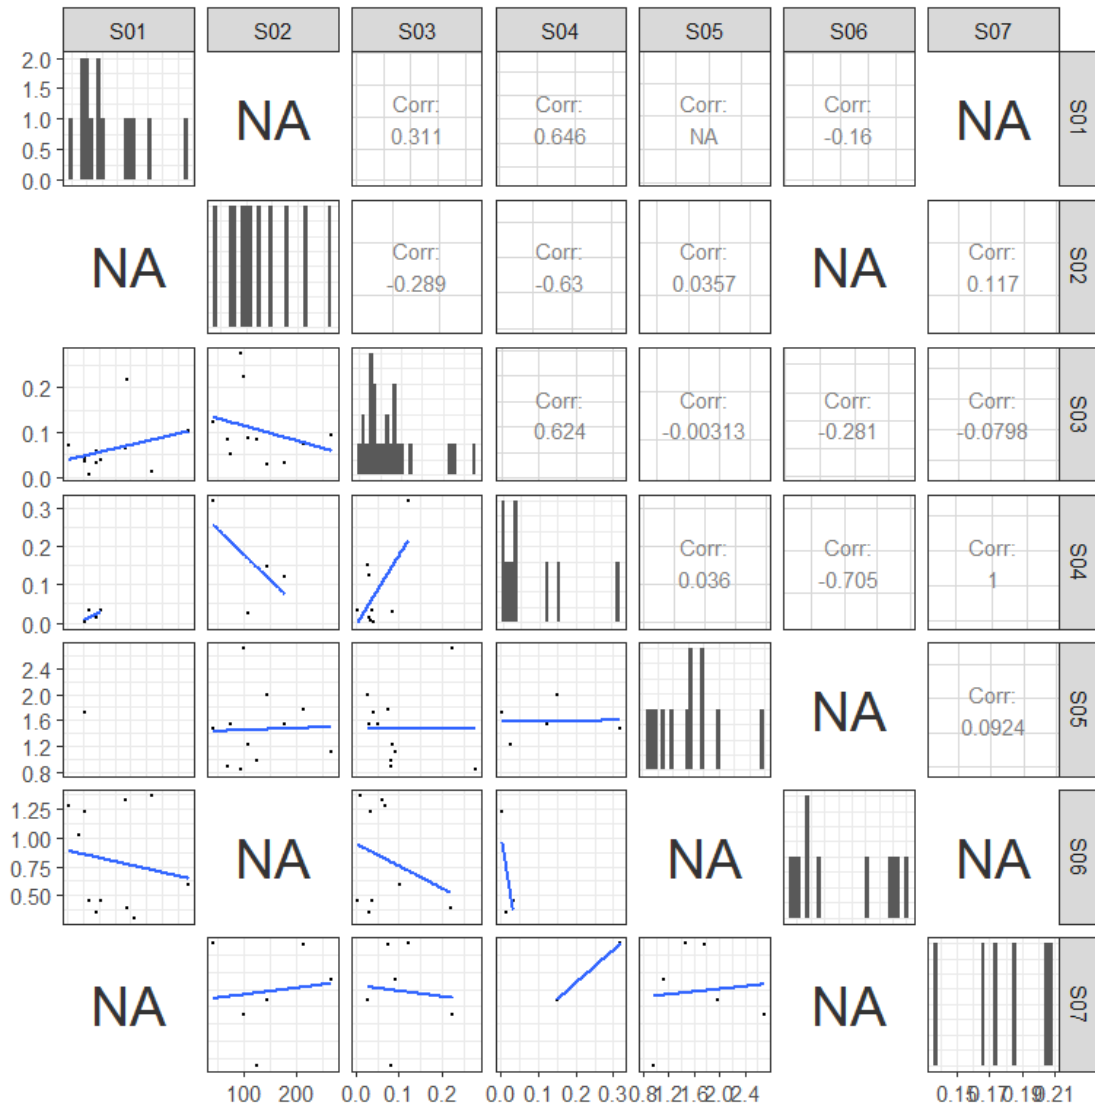 S01 S02 S03 S04 S05 S06 S07
2.0
1.5
1.0
0.5
0.0
NA
Corr:
0.311
Corr:
0.646
Corr:
NA
Corr:
-0.16
NA
S01
NA
Corr:
-0.289
Corr:
-0.63
Corr:
0.0357
NA
Corr:
0.117
S02
0.2
0.1
0.0
Corr:
0.624
Corr:
-0.00313
Corr:
-0.281
Corr:
-0.0798
S03
0.3
0.2
0.1
0.0
Corr:
0.036
Corr:
-0.705
Corr:
1
S04
2.4
2.0
1.6
1.2
0.8
NA
Corr:
0.0924
S05
1.25
1.00
0.75
0.50
NA
NA
NA
S06
NA
NA
S07
100 200 0.0 0.1 0.2 0.0 0.1 0.2 0.3 0.8 1.2 1.6 2.0 2.4 0.15 0.17 0.19 0.21